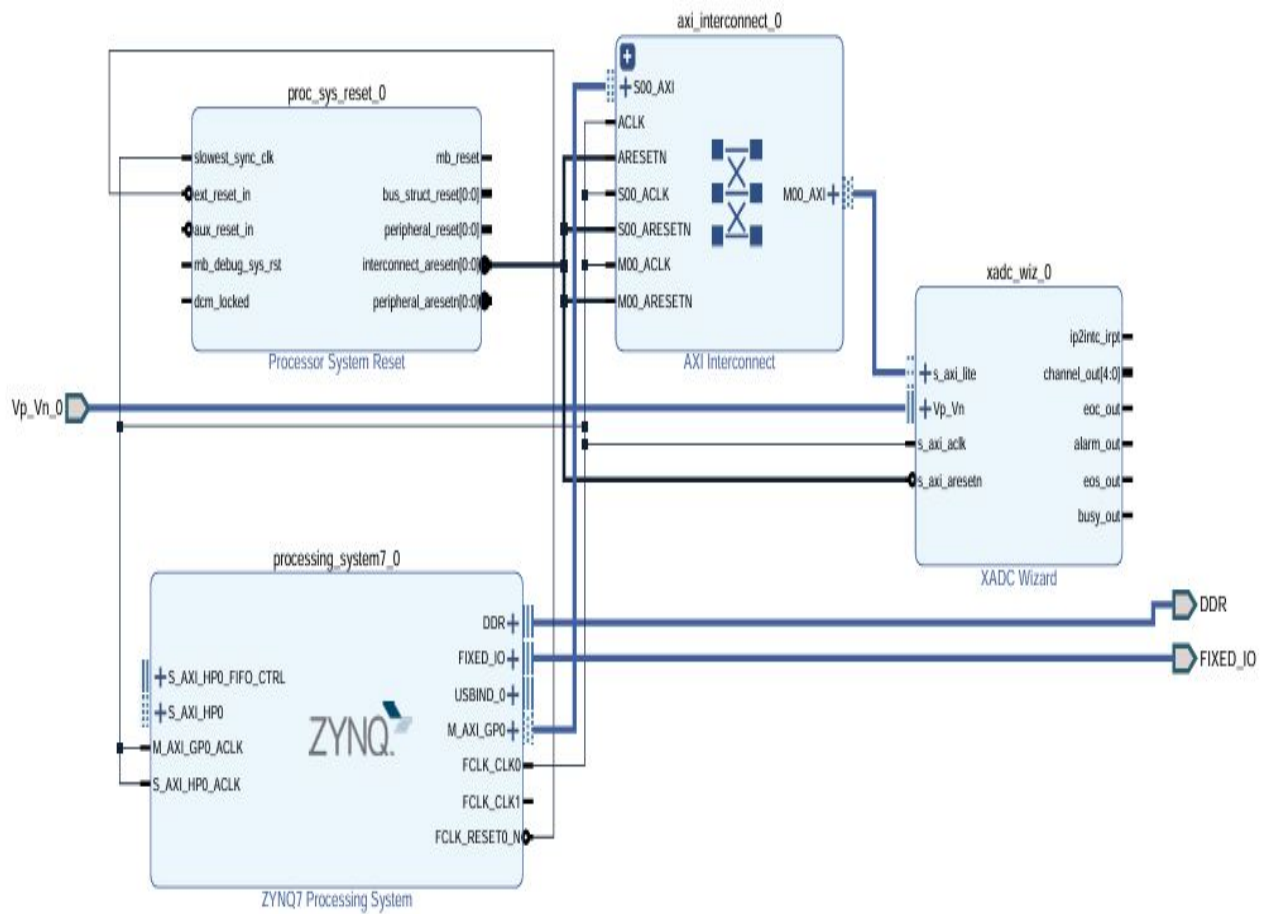 proc_sys_reset_0
slowest_sync_clk
ext_reset_in
aux_reset_in
mb_debug_sys_rst
dcm_locked
mb_reset
bus_struct_reset[0:0]
peripheral_reset[0:0]
interconnect_aresetn[0:0]
peripheral_aresetn[0:0]
Processor System Reset
axi_interconnect_0
S00_AXI
ACLK
ARESETN
S00_ACLK
S00_ARESETN
M00_ACLK
M00_ARESETN
M00_AXI
AXI Interconnect
xadc_wiz_0
s_axi_lite
Vp_Vn
s_axi_aclk
s_axi_aresetn
ip2intc_irpt
channel_out[4:0]
eoc_out
alarm_out
eos_out
busy_out
XADC Wizard
Vp_Vn_0
processing_system7_0
S_AXI_HP0_FIFO_CTRL
S_AXI_HP0
M_AXI_GP0_ACLK
S_AXI_HP0_ACLK
ZYNQ.
DDR
FIXED_IO
USBIND_0
M_AXI_GP0
FCLK_CLK0
FCLK_CLK1
FCLK_RESET0_N
ZYNQ7 Processing System
DDR
FIXED_IO